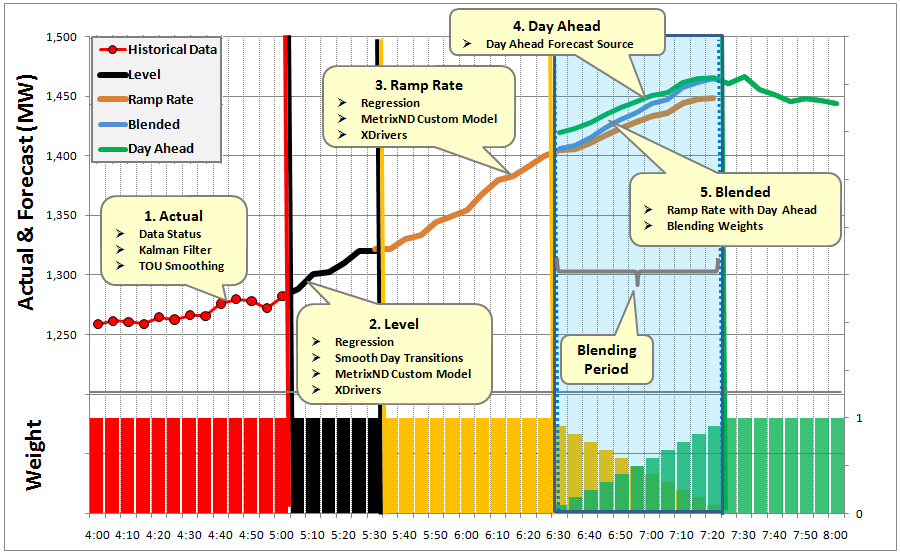 1,500
1,450
1,400
1,350
1,300
1,250
Actual & Forecast (MW)
Weight
Historical Data
Level
Ramp Rate
Blended
Day Ahead
1. Actual
Data Status
Kalman Filter
TOU Smoothing
2. Level
Regression
Smooth Day Transitions
MetrixND Custom Model
XDrivers
3. Ramp Rate
Regression
MetrixND Custom Model
XDrivers
4. Day Ahead
Day Ahead Forecast Source
5. Blended
Ramp Rate with Day Ahead
Blending Weights
Blending
Period
1
0
4:00 4:10 4:20 4:30 4:40 4:50 5:00 5:10 5:20 5:30 5:40 5:50 6:00 6:10 6:20 6:30 6:40 6:50 7:00 7:10 7:20 7:30 7:40 7:50 8:00